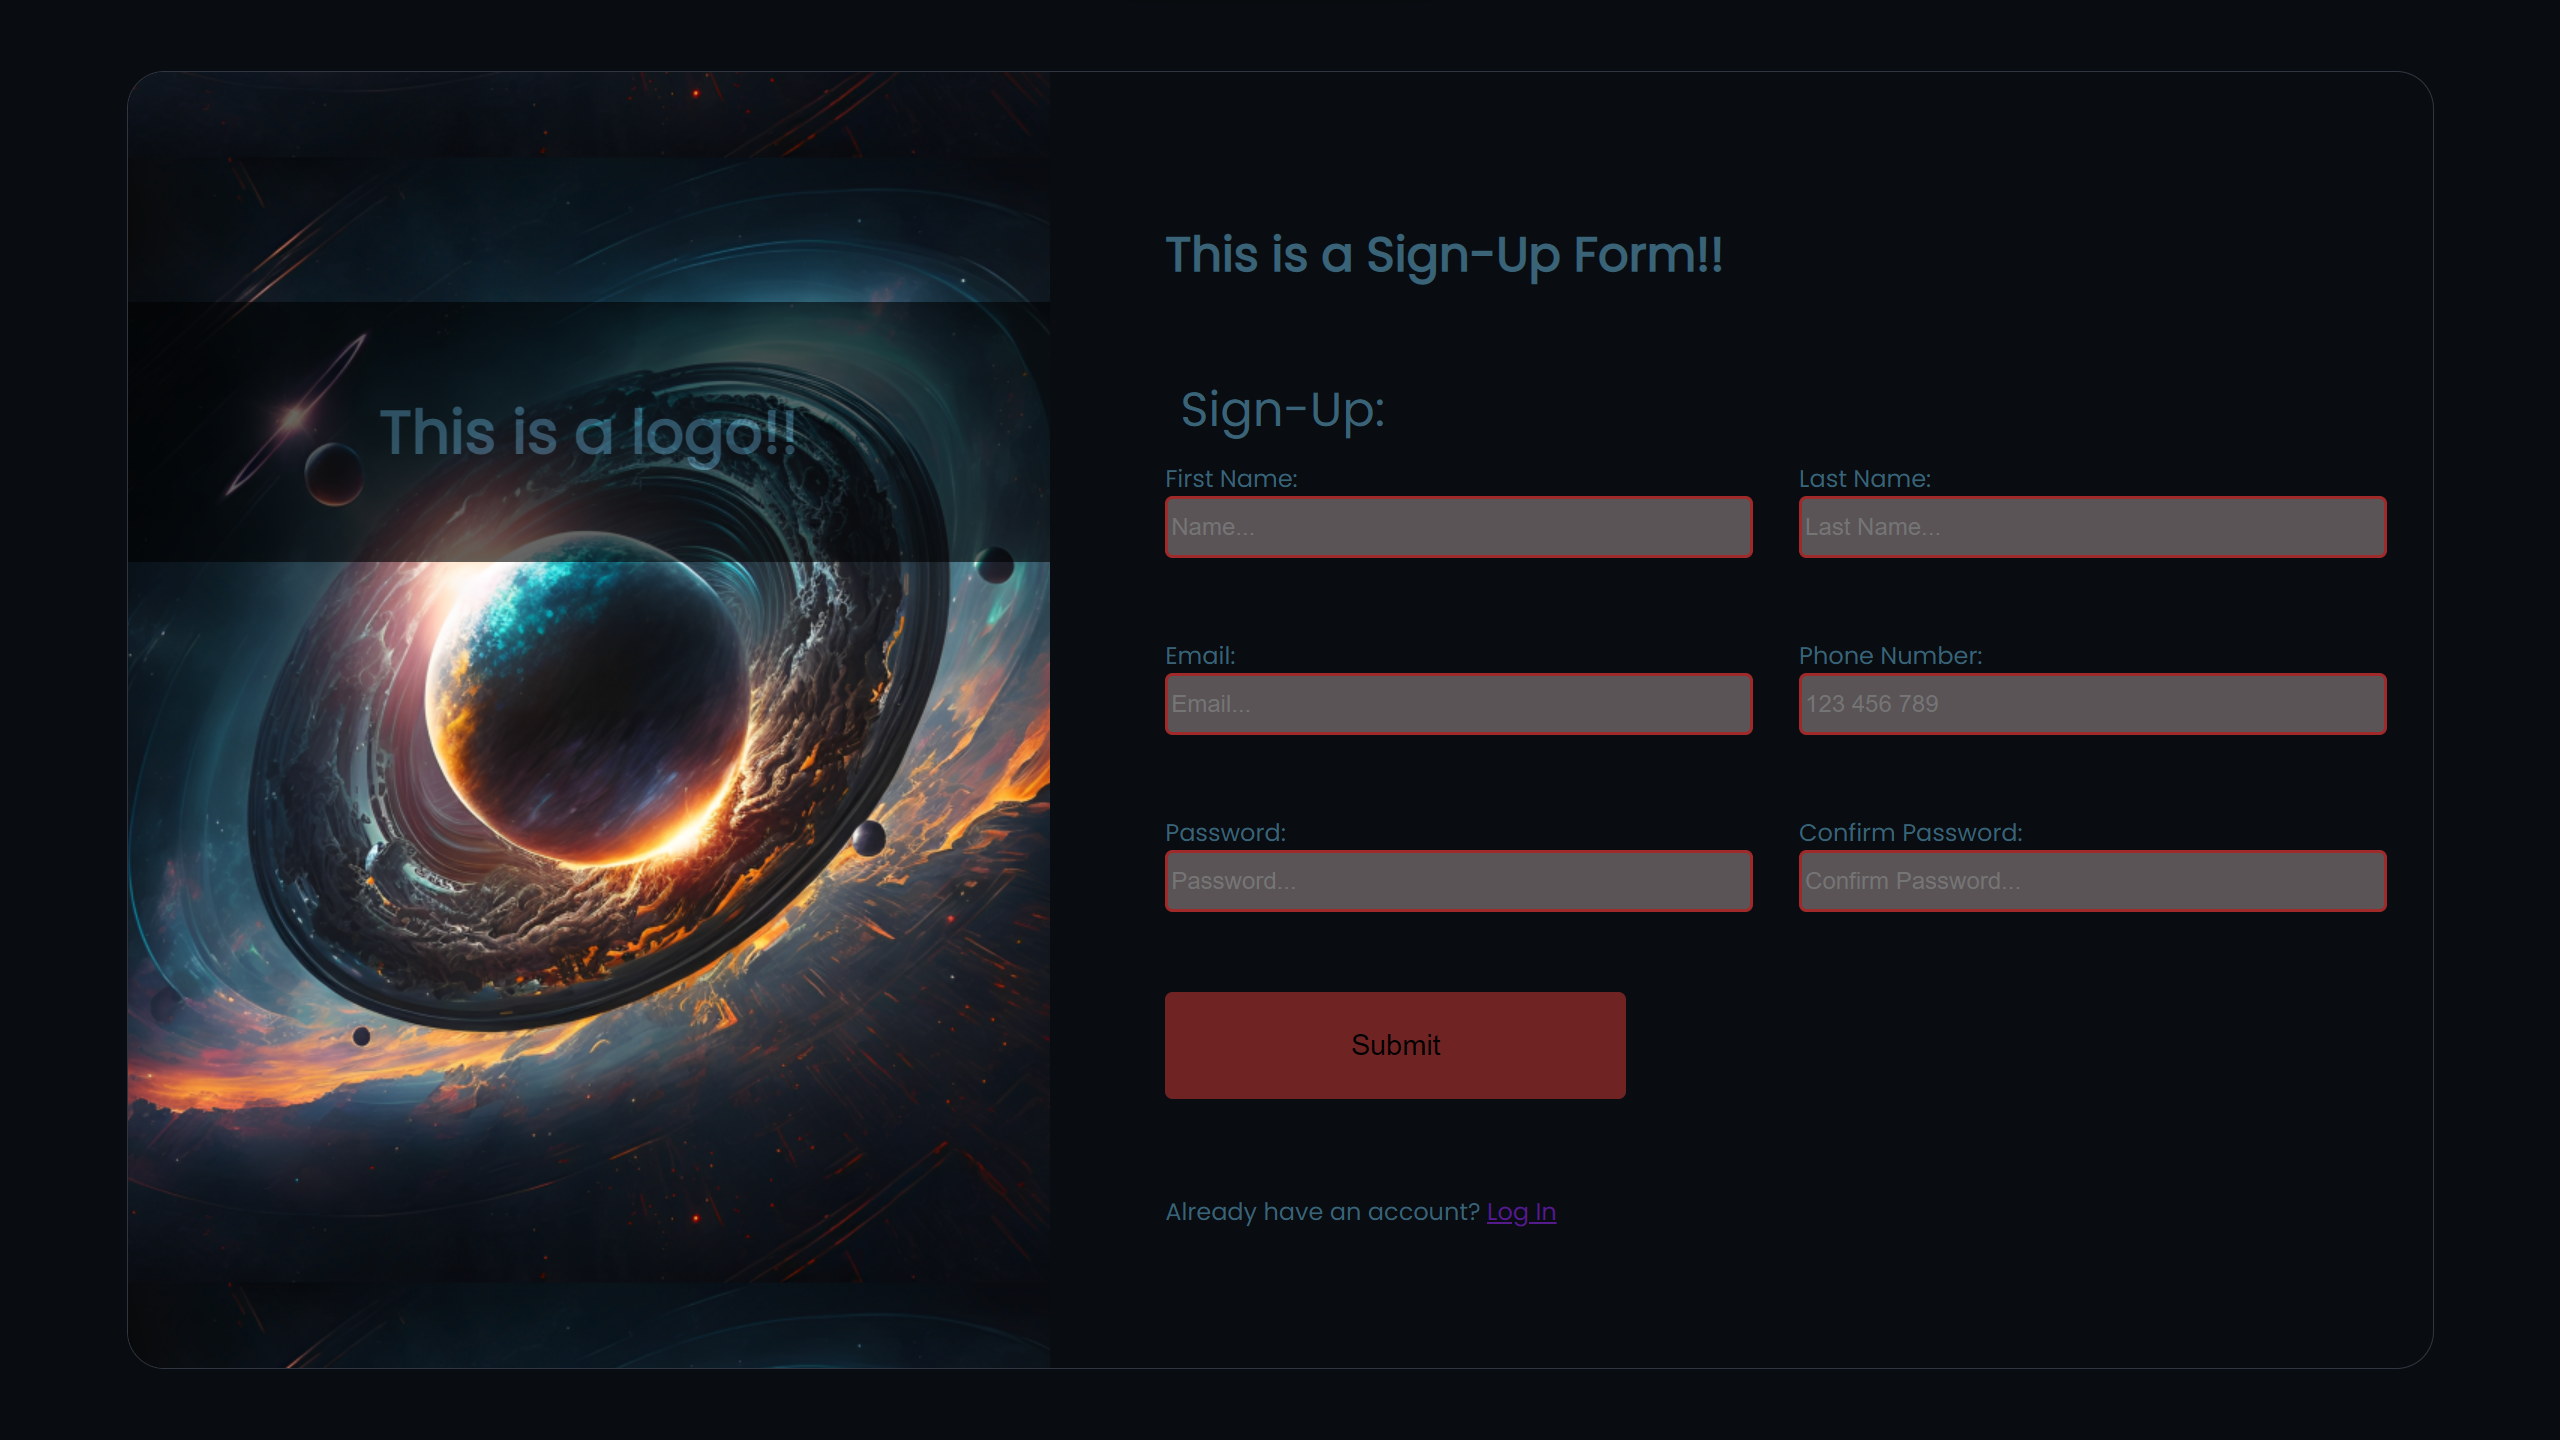 This is a logo!!
This is a Sign-Up Form!!
Sign-Up:
First Name:
Last Name:
Name...
Last Name...
Email:
Phone Number:
Email...
123 456 789
Password:
Confirm Password:
Password...
Confirm Password...
Submit
Already have an account? Log In